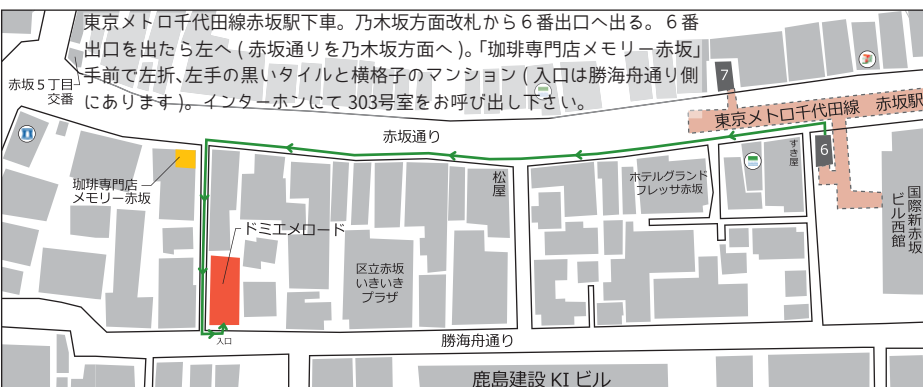 東京メトロ千代田線赤坂駅下車。乃木坂方面改札から６番出口へ出る。６番
出口を出たら左へ ( 赤坂通りを乃木坂方面へ )。「珈琲専門店メモリー赤坂」
手前で左折、左手の黒いタイルと横格子のマンション ( 入口は勝海舟通り側
にあります )。インターホンにて 303号室をお呼び出し下さい。
赤坂５丁目
交番
7
東京メトロ千代田線　赤坂駅
赤坂通り
6
すき屋
松屋
ホテルグランド
フレッサ赤坂
珈琲専門店
メモリー赤坂
国際新赤坂
ビル西館
ドミエメロード
区立赤坂
いきいき
プラザ
入口
勝海舟通り
鹿島建設 KI ビル